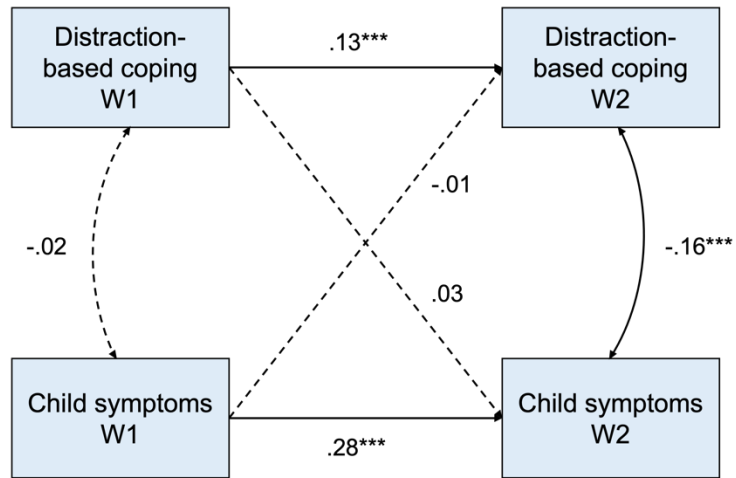 Distraction-
based coping
W1
.13***
Distraction-
based coping
W2
-.01
-.02
-.16***
.03
Child symptoms
W1
.28***
Child symptoms
W2